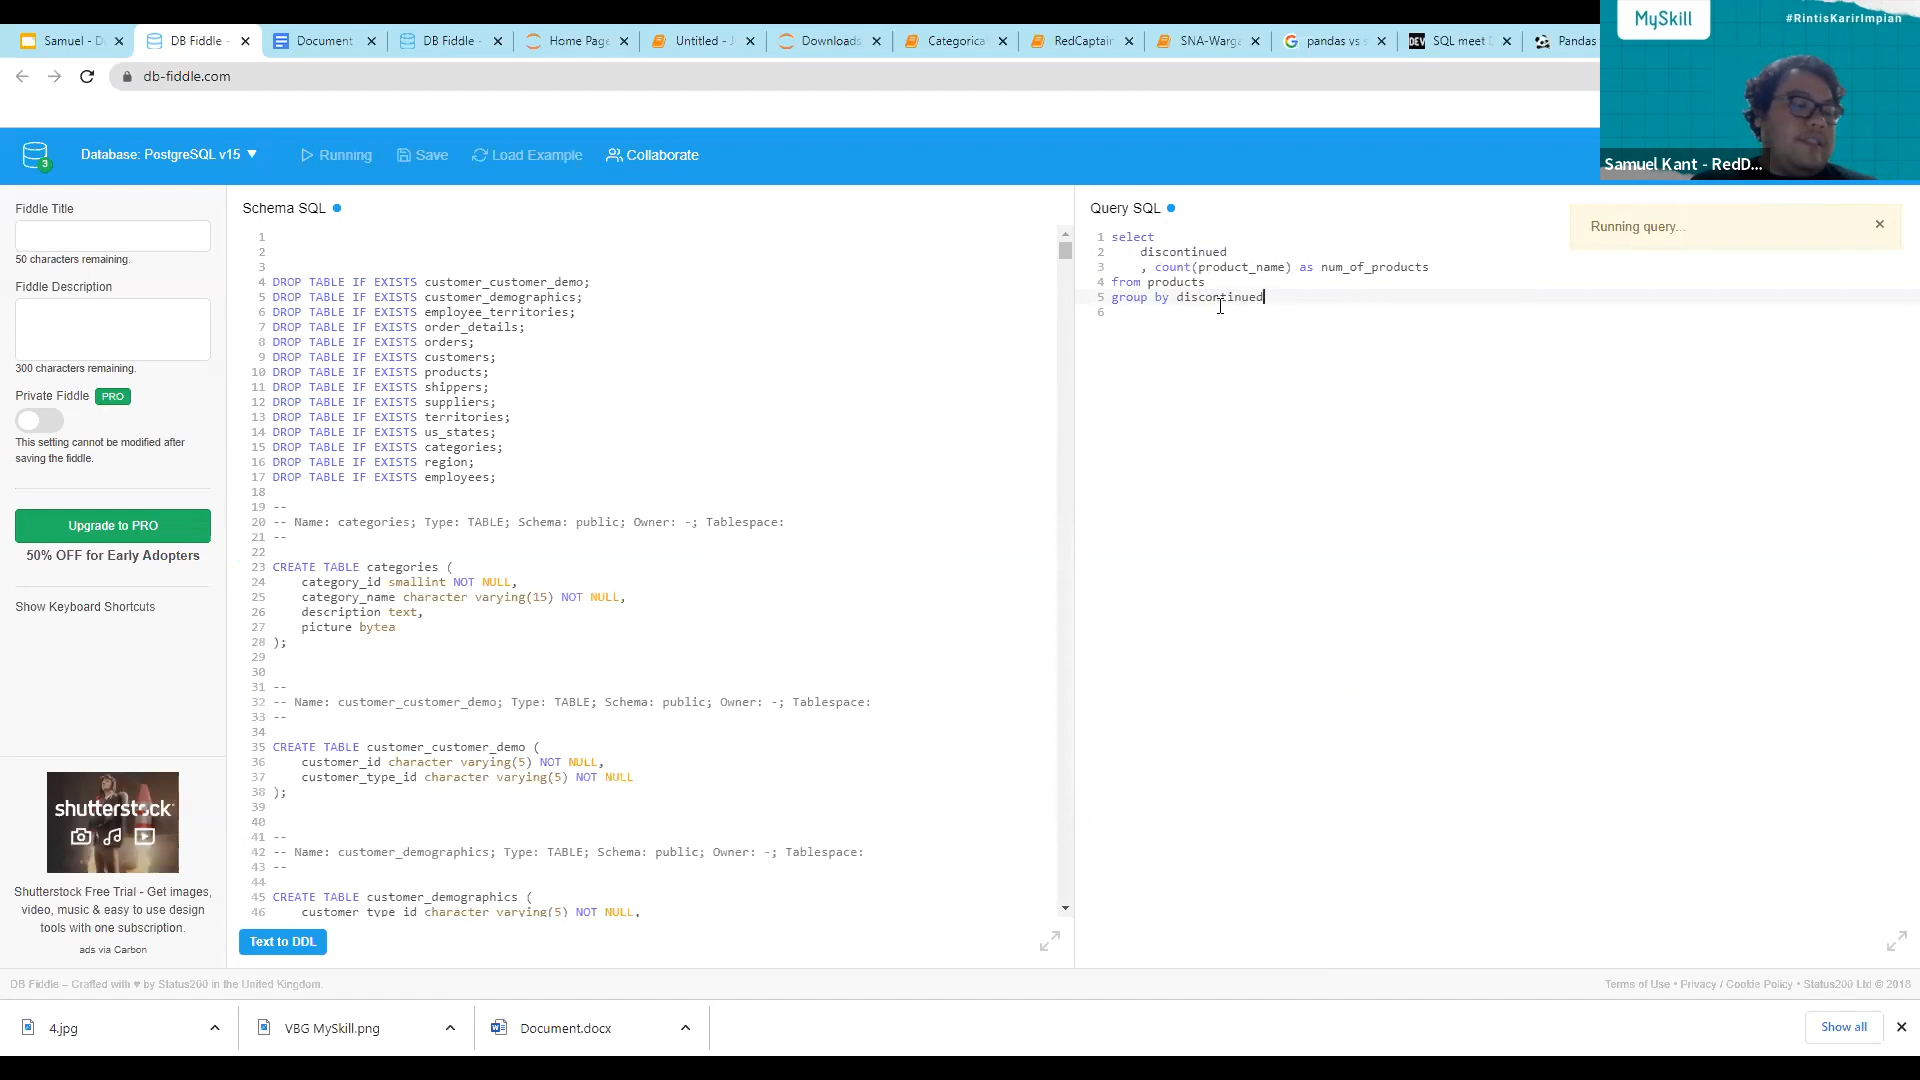 MySkill
#RintisKarirImpian
Samuel - D
DB Fiddle -
Document
DB Fiddle -
Home Page
Untitled - J
Downloads
Categorica
RedCaptain
SNA-Warga
pandas vs s
DEV
SQL meet
Pandas
db-fiddle.com
Samuel Kant - RedD...
3
Database: PostgreSQL v15
Running
Save
Load Example
Collaborate
Fiddle Title
50 characters remaining.
Fiddle Description
300 characters remaining.
Private Fiddle PRO
This setting cannot be modified after
saving the fiddle.
Upgrade to PRO
50% OFF for Early Adopters
Show Keyboard Shortcuts
shutterstock
Shutterstock Free Trial - Get images,
video, music & easy to use design
tools with one subscription.
ads via Carbon
Schema SQL
1
2
3
4 DROP TABLE IF EXISTS customer_customer_demo;
5 DROP TABLE IF EXISTS customer_demographics;
6 DROP TABLE IF EXISTS employee_territories;
7 DROP TABLE IF EXISTS order_details;
8 DROP TABLE IF EXISTS orders;
9 DROP TABLE IF EXISTS customers;
10 DROP TABLE IF EXISTS products;
11 DROP TABLE IF EXISTS shippers;
12 DROP TABLE IF EXISTS suppliers;
13 DROP TABLE IF EXISTS territories;
14 DROP TABLE IF EXISTS us_states;
15 DROP TABLE IF EXISTS categories;
16 DROP TABLE IF EXISTS region;
17 DROP TABLE IF EXISTS employees;
18
19 --
20 -- Name: categories; Type: TABLE; Schema: public; Owner: -; Tablespace:
21 --
22
23 CREATE TABLE categories (
24 category_id smallint NOT NULL,
25 category_name character varying(15) NOT NULL,
26 description text,
27 picture bytea
28 );
29
30
31 --
32 -- Name: customer_customer_demo; Type: TABLE; Schema: public; Owner: -; Tablespace:
33 --
34
35 CREATE TABLE customer_customer_demo (
36 customer_id character varying(5) NOT NULL,
37 customer_type_id character varying(5) NOT NULL
38 );
39
40
41 --
42 -- Name: customer_demographics; Type: TABLE; Schema: public; Owner: -; Tablespace:
43 --
44
45 CREATE TABLE customer_demographics (
46 customer_type_id character varying(5) NOT NULL,
Text to DDL
Query SQL
Running query...
1 select
2 discontinued
3 , count(product_name) as num_of_products
4 from products
5 group by discontinued
6
DB Fiddle – Crafted with ♥ by Status200 in the United Kingdom.
Terms of Use • Privacy / Cookie Policy • Status200 Ltd © 2018
4.jpg
VBG MySkill.png
Document.docx
Show all